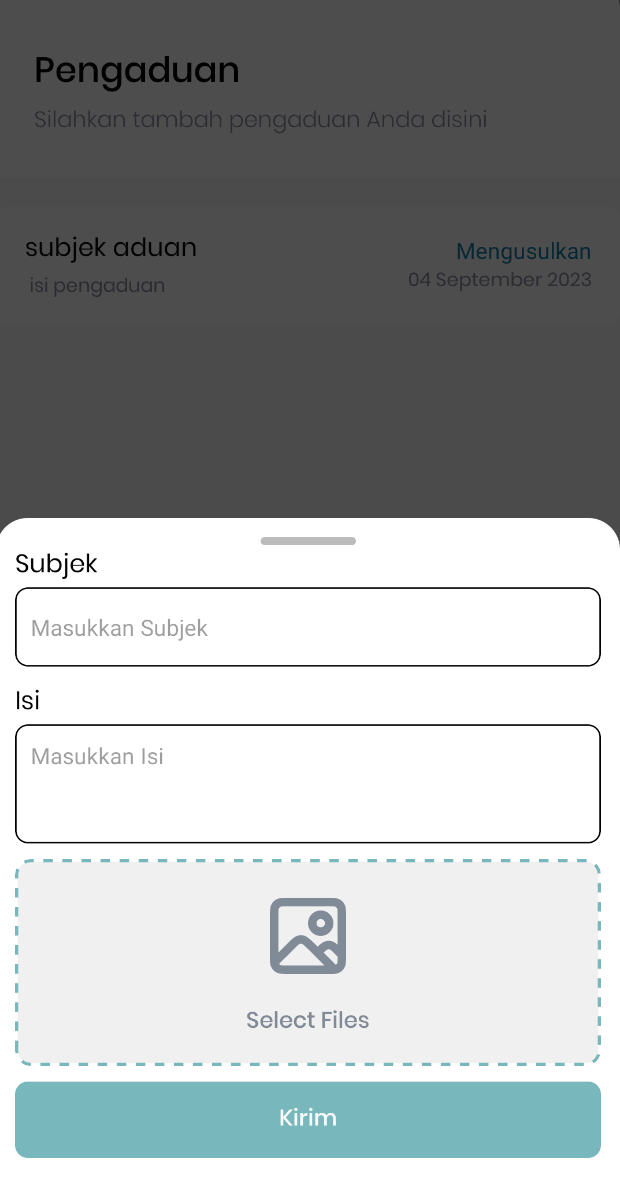 Pengaduan
Silahkan tambah pengaduan Anda disini
subjek aduan
Mengusulkan
isi pengaduan
04 September 2023
Subjek
Masukkan Subjek
Isi
Masukkan Isi
Select Files
Kirim